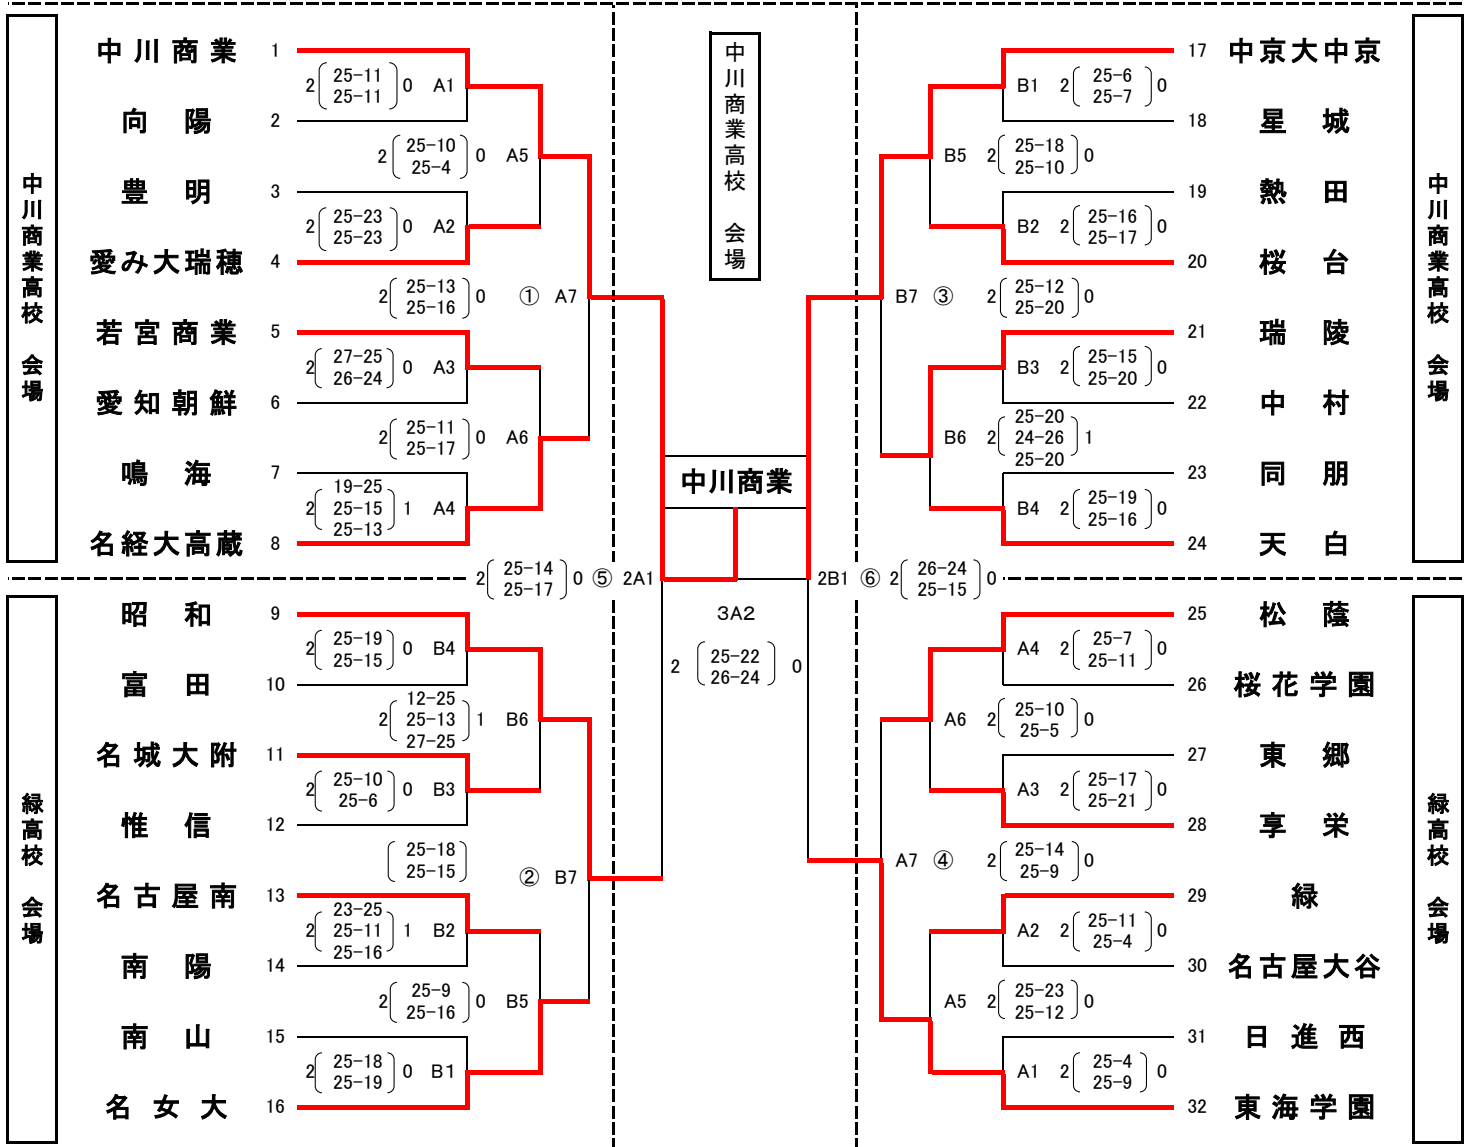 中川商業高校 会場
緑高校 会場
中川商業 1
25-11
2 0 A1
25-11
向陽 2
25-10
2 0 A5
25-4
豊明 3
25-23
2 0 A2
25-23
愛み大瑞穂 4
25-13
2 0 ① A7
25-16
若宮商業 5
27-25
2 0 A3
26-24
愛知朝鮮 6
25-11
2 0 A6
25-17
鳴海 7
19-25
2 25-15 1 A4
25-13
名経大高蔵 8
25-14
2 0 ⑤ 2A1
25-17
昭和 9
25-19
2 0 B4
25-15
富田 10
12-25
2 25-13 1 B6
27-25
名城大附 11
25-10
2 0 B3
25-6
惟信 12
25-18
② B7
25-15
名古屋南 13
23-25
2 25-11 1 B2
25-16
南陽 14
25-9
2 0 B5
25-16
南山 15
25-18
2 0 B1
25-19
名女大 16
中川商業高校 会場
中川商業
3A2
25-22
2 0
26-24
17 中京大中京
25-6
B1 2 0
25-7
18 星城
25-18
B5 2 0
25-10
19 熱田
25-16
B2 2 0
25-17
20 桜台
25-12
B7 ③ 2 0
25-20
21 瑞陵
25-15
B3 2 0
25-20
22 中村
25-20
B6 2 24-26 1
25-20
23 同朋
25-19
B4 2 0
25-16
24 天白
26-24
2B1 ⑥ 2 0
25-15
25 松蔭
25-7
A4 2 0
25-11
26 桜花学園
25-10
A6 2 0
25-5
27 東郷
25-17
A3 2 0
25-21
28 享栄
25-14
A7 ④ 2 0
25-9
29 緑
25-11
A2 2 0
25-4
30 名古屋大谷
25-23
A5 2 0
25-12
31 日進西
25-4
A1 2 0
25-9
32 東海学園
中川商業高校 会場
緑高校 会場